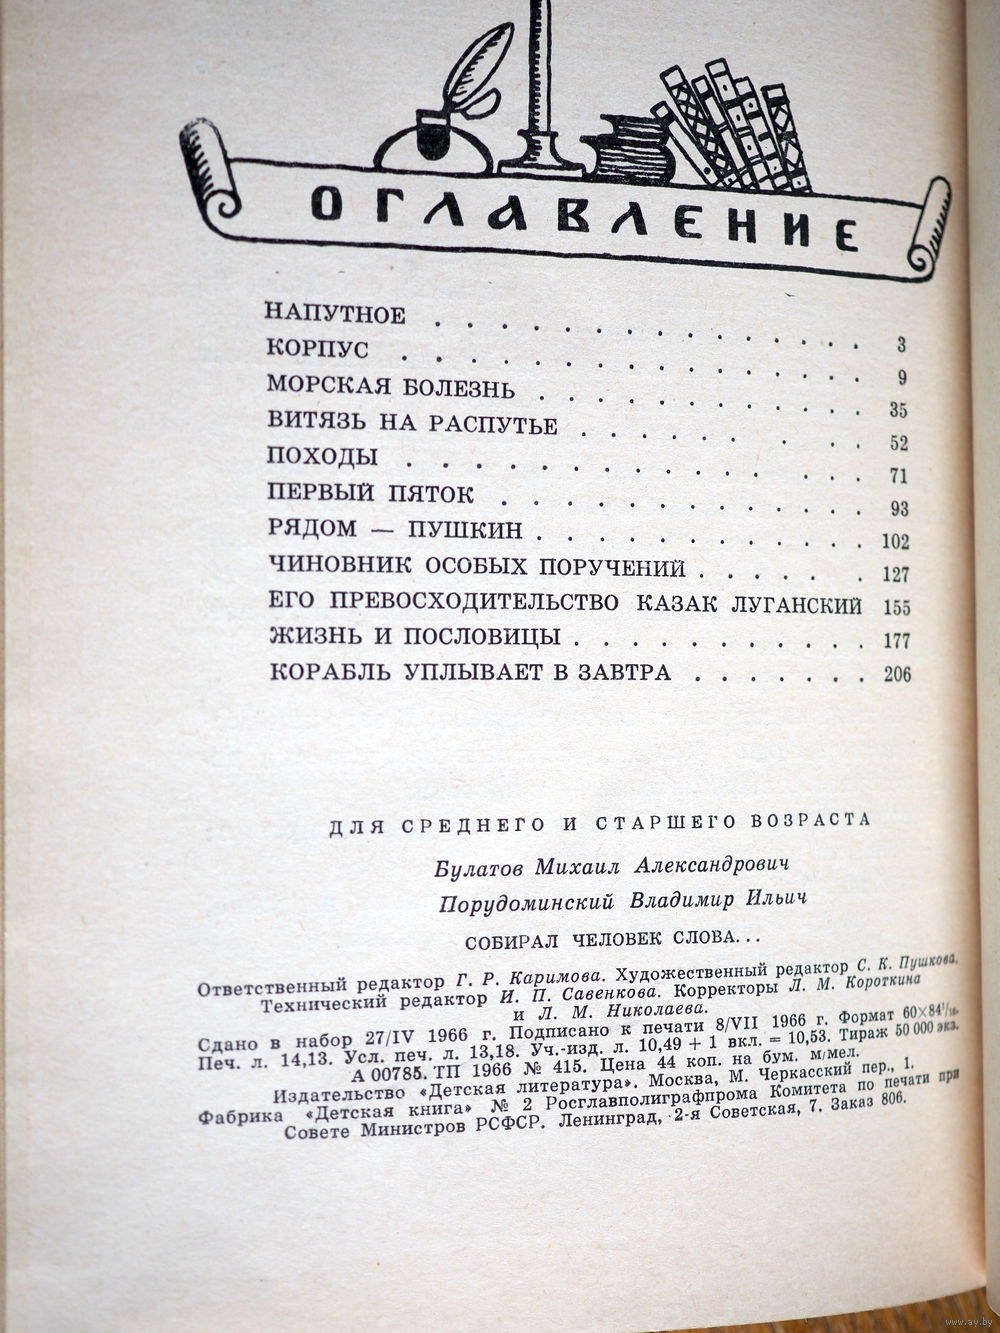 ОГЛАВЛЕНИЕ
НАПУТНОЕ . . . . . . . . . . . . . . 3
КОРПУС . . . . . . . . . . . . . . . 9
МОРСКАЯ БОЛЕЗНЬ . . . . . . . . . . . 35
ВИТЯЗЬ НА РАСПУТЬЕ . . . . . . . . . 52
ПОХОДЫ . . . . . . . . . . . . . . 71
ПЕРВЫЙ ПЯТОК . . . . . . . . . . . . 93
РЯДОМ — ПУШКИН . . . . . . . . . . . 102
ЧИНОВНИК ОСОБЫХ ПОРУЧЕНИЙ . . . . . . 127
ЕГО ПРЕВОСХОДИТЕЛЬСТВО КАЗАК ЛУГАНСКИЙ 155
ЖИЗНЬ И ПОСЛОВИЦЫ . . . . . . . . . . 177
КОРАБЛЬ УПЛЫВАЕТ В ЗАВТРА . . . . . . . 206
ДЛЯ СРЕДНЕГО И СТАРШЕГО ВОЗРАСТА
Булатов Михаил Александрович
Порудоминский Владимир Ильич
СОБИРАЛ ЧЕЛОВЕК СЛОВА...
Ответственный редактор Г. Р. Каримова. Художественный редактор С. К. Пушкова.
Технический редактор И. П. Савенкова. Корректоры Л. М. Короткина
и Л. М. Николаева.
Сдано в набор 27/IV 1966 г. Подписано к печати 8/VII 1966 г. Формат 60×84¹/₁₆.
Печ. л. 14,13. Усл. печ. л. 13,18. Уч.-изд. л. 10,49 + 1 вкл. = 10,53. Тираж 50 000 экз.
А 00785. ТП 1966 № 415. Цена 44 коп. на бум. м/мел.
Издательство «Детская литература». Москва, М. Черкасский пер., 1.
Фабрика «Детская книга» № 2 Росглавполиграфпрома Комитета по печати при
Совете Министров РСФСР. Ленинград, 2-я Советская, 7. Заказ 806.
www.ay.by